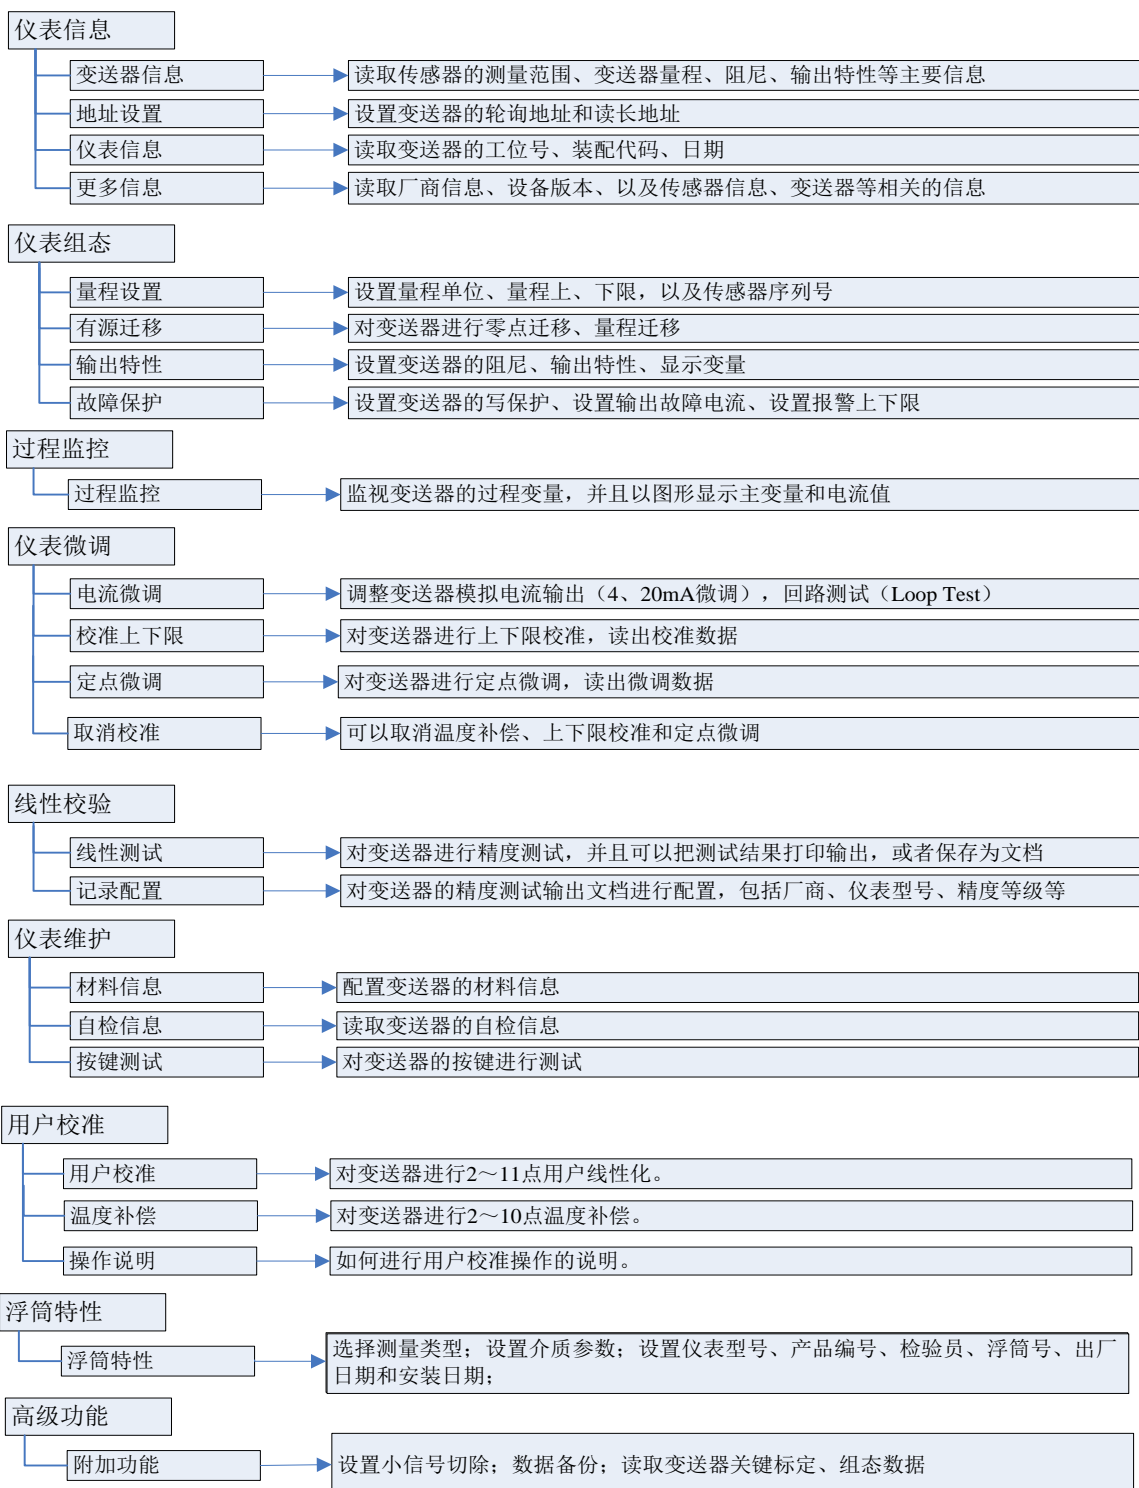 仪表信息
变送器信息 读取传感器的测量范围、变送器量程、阻尼、输出特性等主要信息
地址设置 设置变送器的轮询地址和读长地址
仪表信息 读取变送器的工位号、装配代码、日期
更多信息 读取厂商信息、设备版本、以及传感器信息、变送器等相关的信息
仪表组态
量程设置 设置量程单位、量程上、下限，以及传感器序列号
有源迁移 对变送器进行零点迁移、量程迁移
输出特性 设置变送器的阻尼、输出特性、显示变量
故障保护 设置变送器的写保护、设置输出故障电流、设置报警上下限
过程监控
过程监控 监视变送器的过程变量，并且以图形显示主变量和电流值
仪表微调
电流微调 调整变送器模拟电流输出（4、20mA微调），回路测试（Loop Test）
校准上下限 对变送器进行上下限校准，读出校准数据
定点微调 对变送器进行定点微调，读出微调数据
取消校准 可以取消温度补偿、上下限校准和定点微调
线性校验
线性测试 对变送器进行精度测试，并且可以把测试结果打印输出，或者保存为文档
记录配置 对变送器的精度测试输出文档进行配置，包括厂商、仪表型号、精度等级等
仪表维护
材料信息 配置变送器的材料信息
自检信息 读取变送器的自检信息
按键测试 对变送器的按键进行测试
用户校准
用户校准 对变送器进行2～11点用户线性化。
温度补偿 对变送器进行2～10点温度补偿。
操作说明 如何进行用户校准操作的说明。
浮筒特性
浮筒特性 选择测量类型；设置介质参数；设置仪表型号、产品编号、检验员、浮筒号、出厂
日期和安装日期；
高级功能
附加功能 设置小信号切除；数据备份；读取变送器关键标定、组态数据